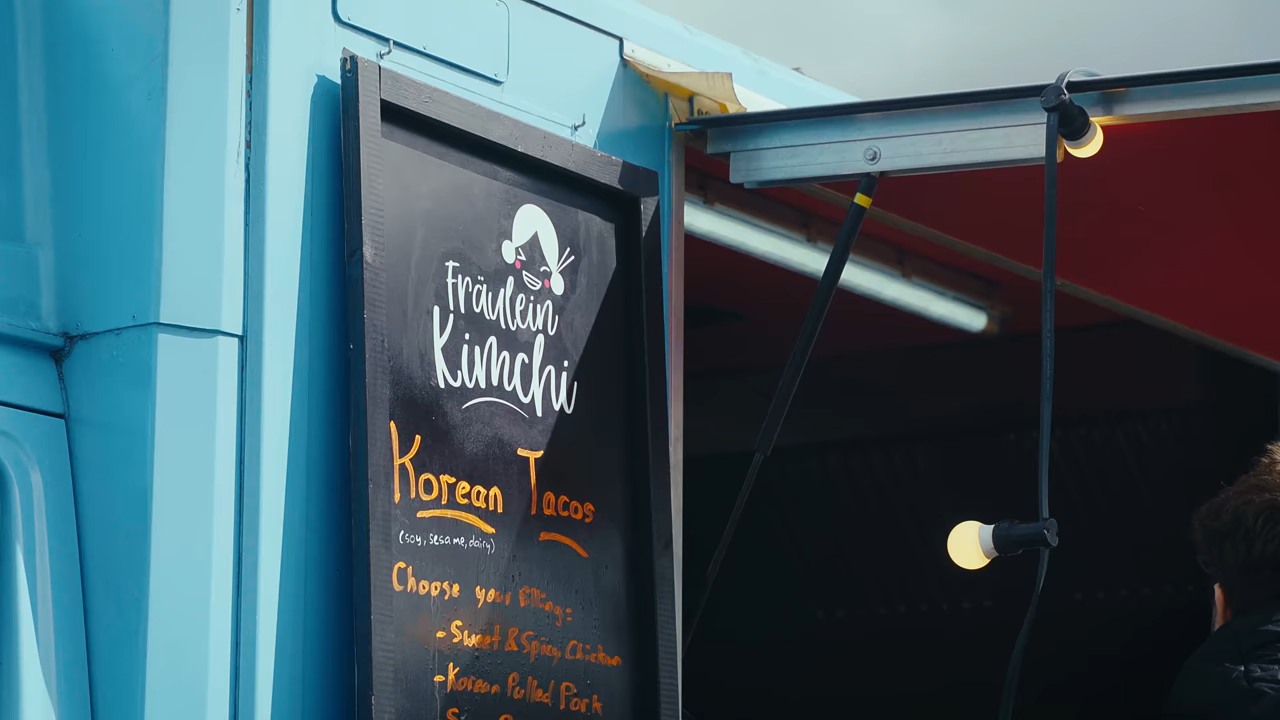 Fräulein
Kimchi
Korean Tacos
(soy, sesame, dairy)
Choose your filling:
- Sweet & Spicy Chicken
- Korean Pulled Pork